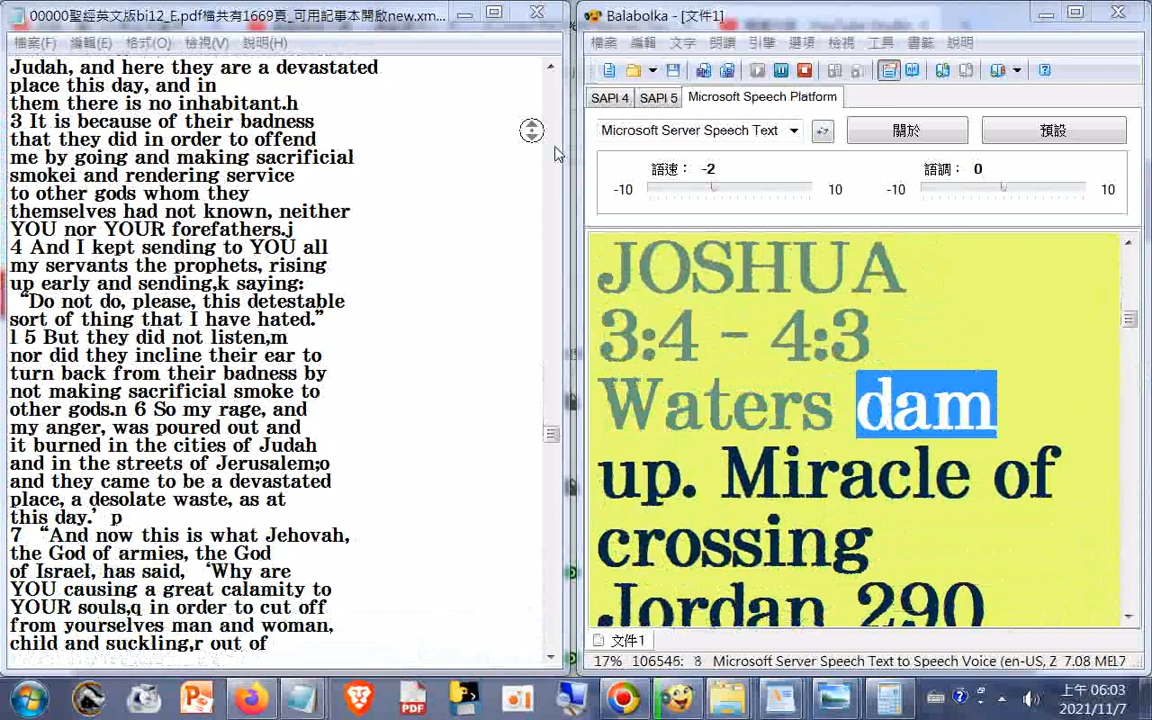 00000聖經英文版bi12_E.pdf檔共有1669頁_可用記事本開啟new.xm...
檔案(F) 編輯(E) 格式(O) 檢視(V) 說明(H)
Judah, and here they are a devastated
place this day, and in
them there is no inhabitant.h
3 It is because of their badness
that they did in order to offend
me by going and making sacrificial
smokei and rendering service
to other gods whom they
themselves had not known, neither
YOU nor YOUR forefathers.j
4 And I kept sending to YOU all
my servants the prophets, rising
up early and sending,k saying:
“Do not do, please, this detestable
sort of thing that I have hated.”
l 5 But they did not listen,m
nor did they incline their ear to
turn back from their badness by
not making sacrificial smoke to
other gods.n 6 So my rage, and
my anger, was poured out and
it burned in the cities of Judah
and in the streets of Jerusalem;o
and they came to be a devastated
place, a desolate waste, as at
this day.’ p
7 “And now this is what Jehovah,
the God of armies, the God
of Israel, has said, ‘Why are
YOU causing a great calamity to
YOUR souls,q in order to cut off
from yourselves man and woman,
child and suckling,r out of
Balabolka - [文件1]
檔案 編輯 文字 朗讀 引擎 選項 檢視 工具 書籤 說明
SAPI 4 SAPI 5 Microsoft Speech Platform
Microsoft Server Speech Text 關於 預設
語速: -2 語調: 0
-10 10 -10 10
JOSHUA
3:4 – 4:3
Waters dam
up. Miracle of
crossing
Jordan 290
文件1
17% 106546: Microsoft Server Speech Text to Speech Voice (en-US, Z 7.08 ME
PDF
上午 06:03
2021/11/7